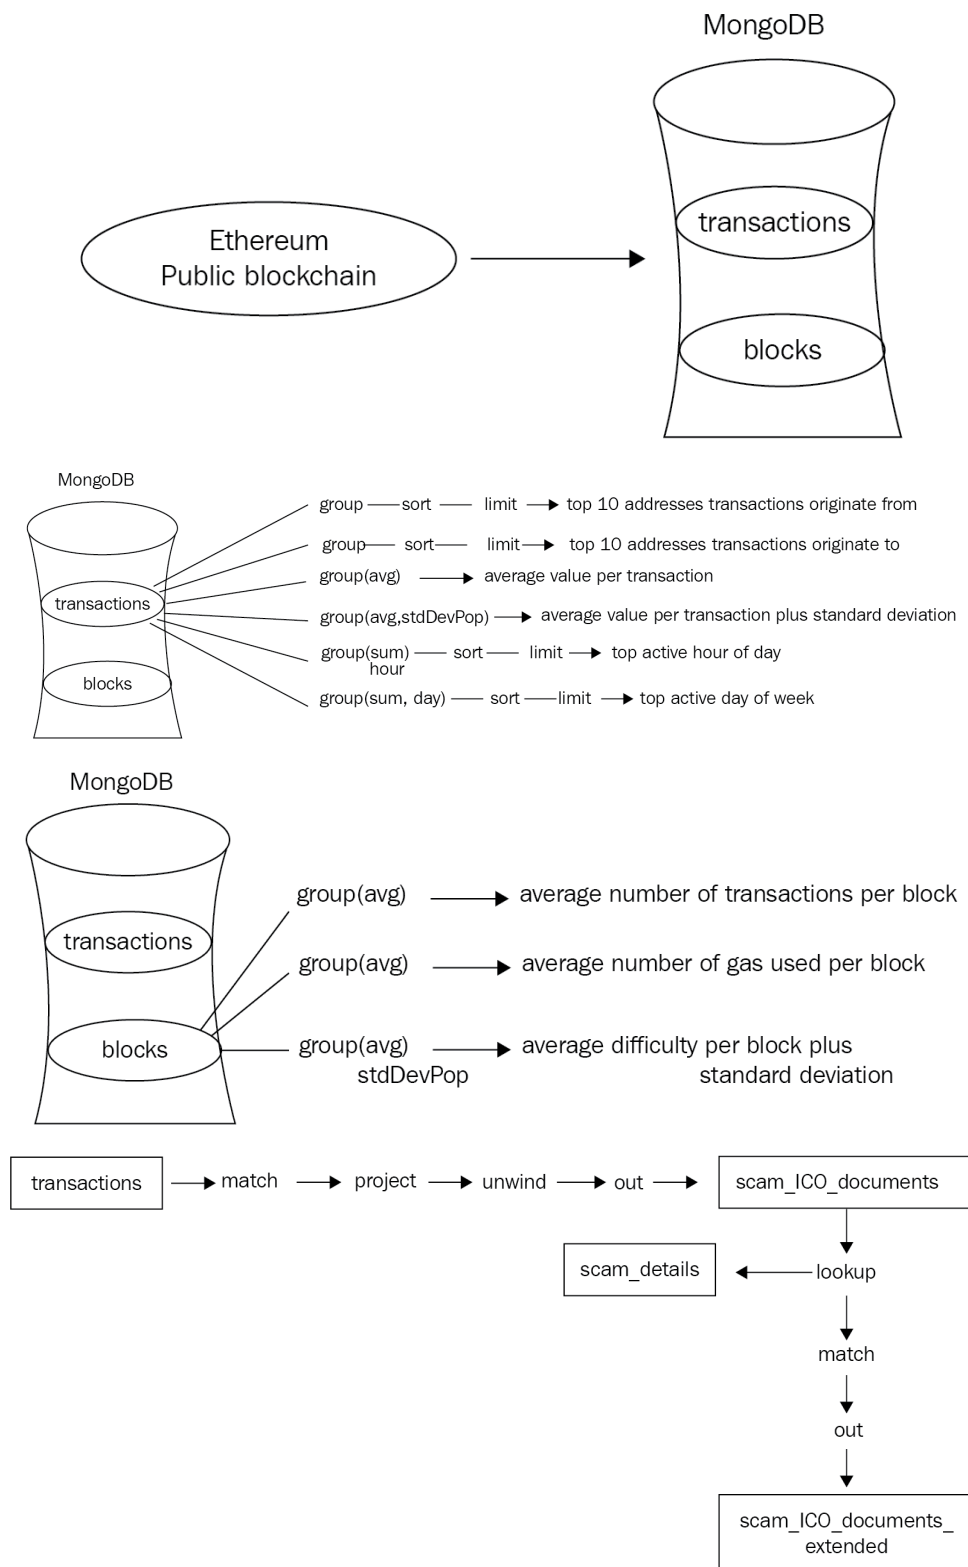 MongoDB
Ethereum
Public blockchain
transactions
blocks
MongoDB
transactions
blocks
group sort limit top 10 addresses transactions originate from
group sort limit top 10 addresses transactions originate to
group(avg) average value per transaction
group(avg,stdDevPop) average value per transaction plus standard deviation
group(sum) sort limit top active hour of day
hour
group(sum, day) sort limit top active day of week
MongoDB
transactions
blocks
group(avg) average number of transactions per block
group(avg) average number of gas used per block
group(avg) average difficulty per block plus
stdDevPop standard deviation
transactions match project unwind out scam_ICO_documents
scam_details lookup
match
out
scam_ICO_documents_
extended